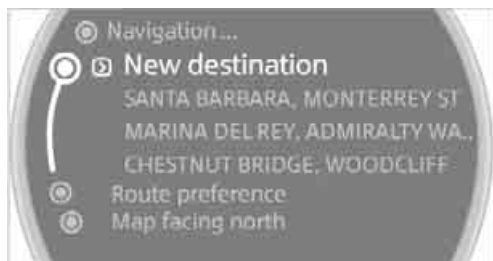 Navigation...
New destination
SANTA BARBARA, MONTERREY ST
MARINA DEL REY, ADMIRALTY WA..
CHESTNUT BRIDGE, WOODCLIFF
Route preference
Map facing north